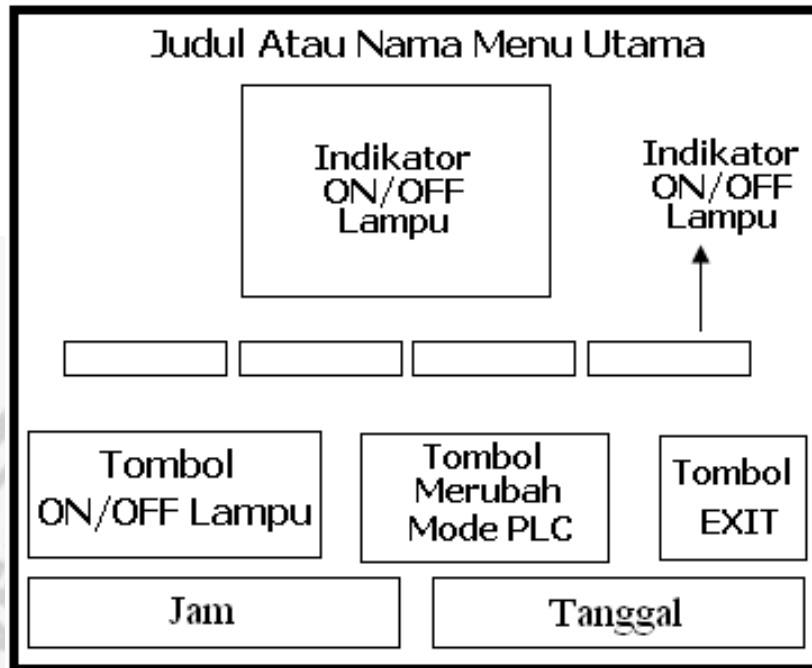 Judul Atau Nama Menu Utama
Indikator
ON/OFF
Lampu
Indikator
ON/OFF
Lampu
Tombol
ON/OFF Lampu
Tombol
Merubah
Mode PLC
Tombol
EXIT
Jam
Tanggal